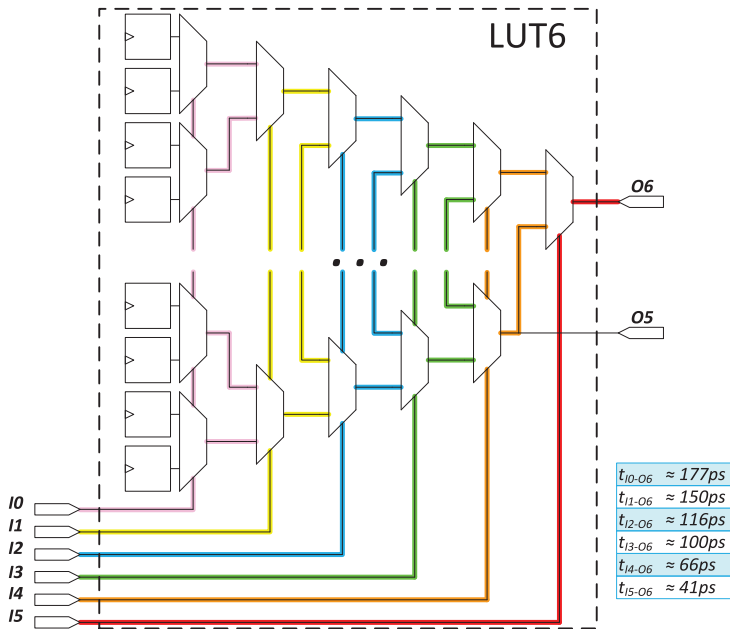 LUT6
O6
O5
I0
I1
I2
I3
I4
I5
tI0-O6 ≈ 177ps
tI1-O6 ≈ 150ps
tI2-O6 ≈ 116ps
tI3-O6 ≈ 100ps
tI4-O6 ≈ 66ps
tI5-O6 ≈ 41ps